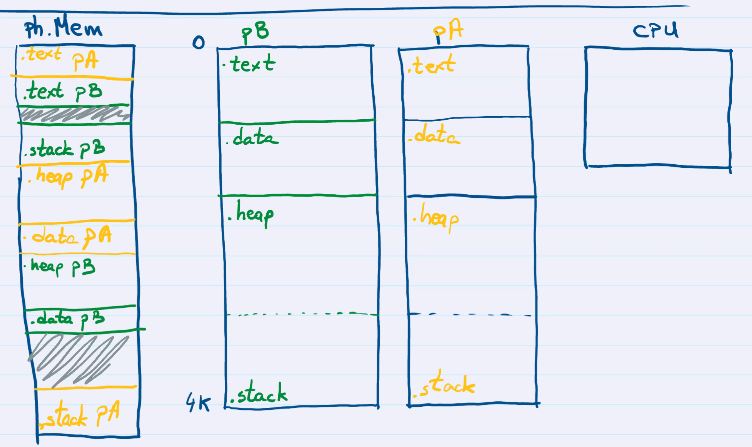 ph.Mem
.text pA
.text pB
.stack pB
.heap pA
.data pA
.heap pB
.data pB
.stack pA
0
4K
pB
.text
.data
.heap
.stack
pA
.text
.data
.heap
.stack
CPU